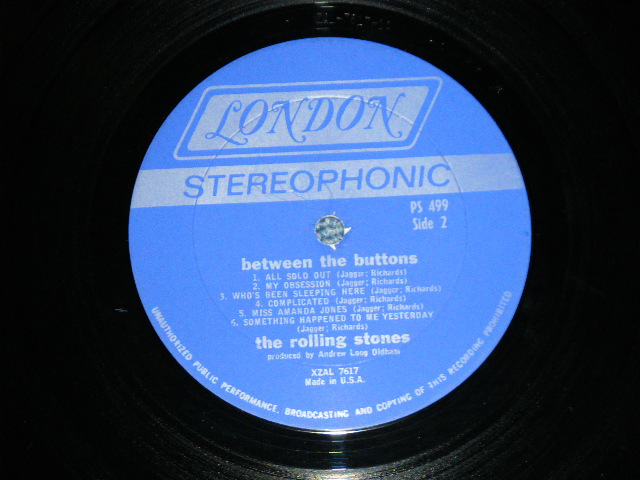 LONDON
STEREOPHONIC
PS 499
Side 2
between the buttons
1. ALL SOLD OUT (Jagger; Richards)
2. MY OBSESSION (Jagger; Richards)
3. WHO'S BEEN SLEEPING HERE (Jagger; Richards)
4. COMPLICATED (Jagger; Richards)
5. MISS AMANDA JONES (Jagger; Richards)
6. SOMETHING HAPPENED TO ME YESTERDAY
(Jagger; Richards)
the rolling stones
produced by Andrew Loog Oldham
XZAL 7617
Made in U.S.A.
UNAUTHORIZED PUBLIC PERFORMANCE, BROADCASTING AND COPYING OF THIS RECORDING PROHIBITED